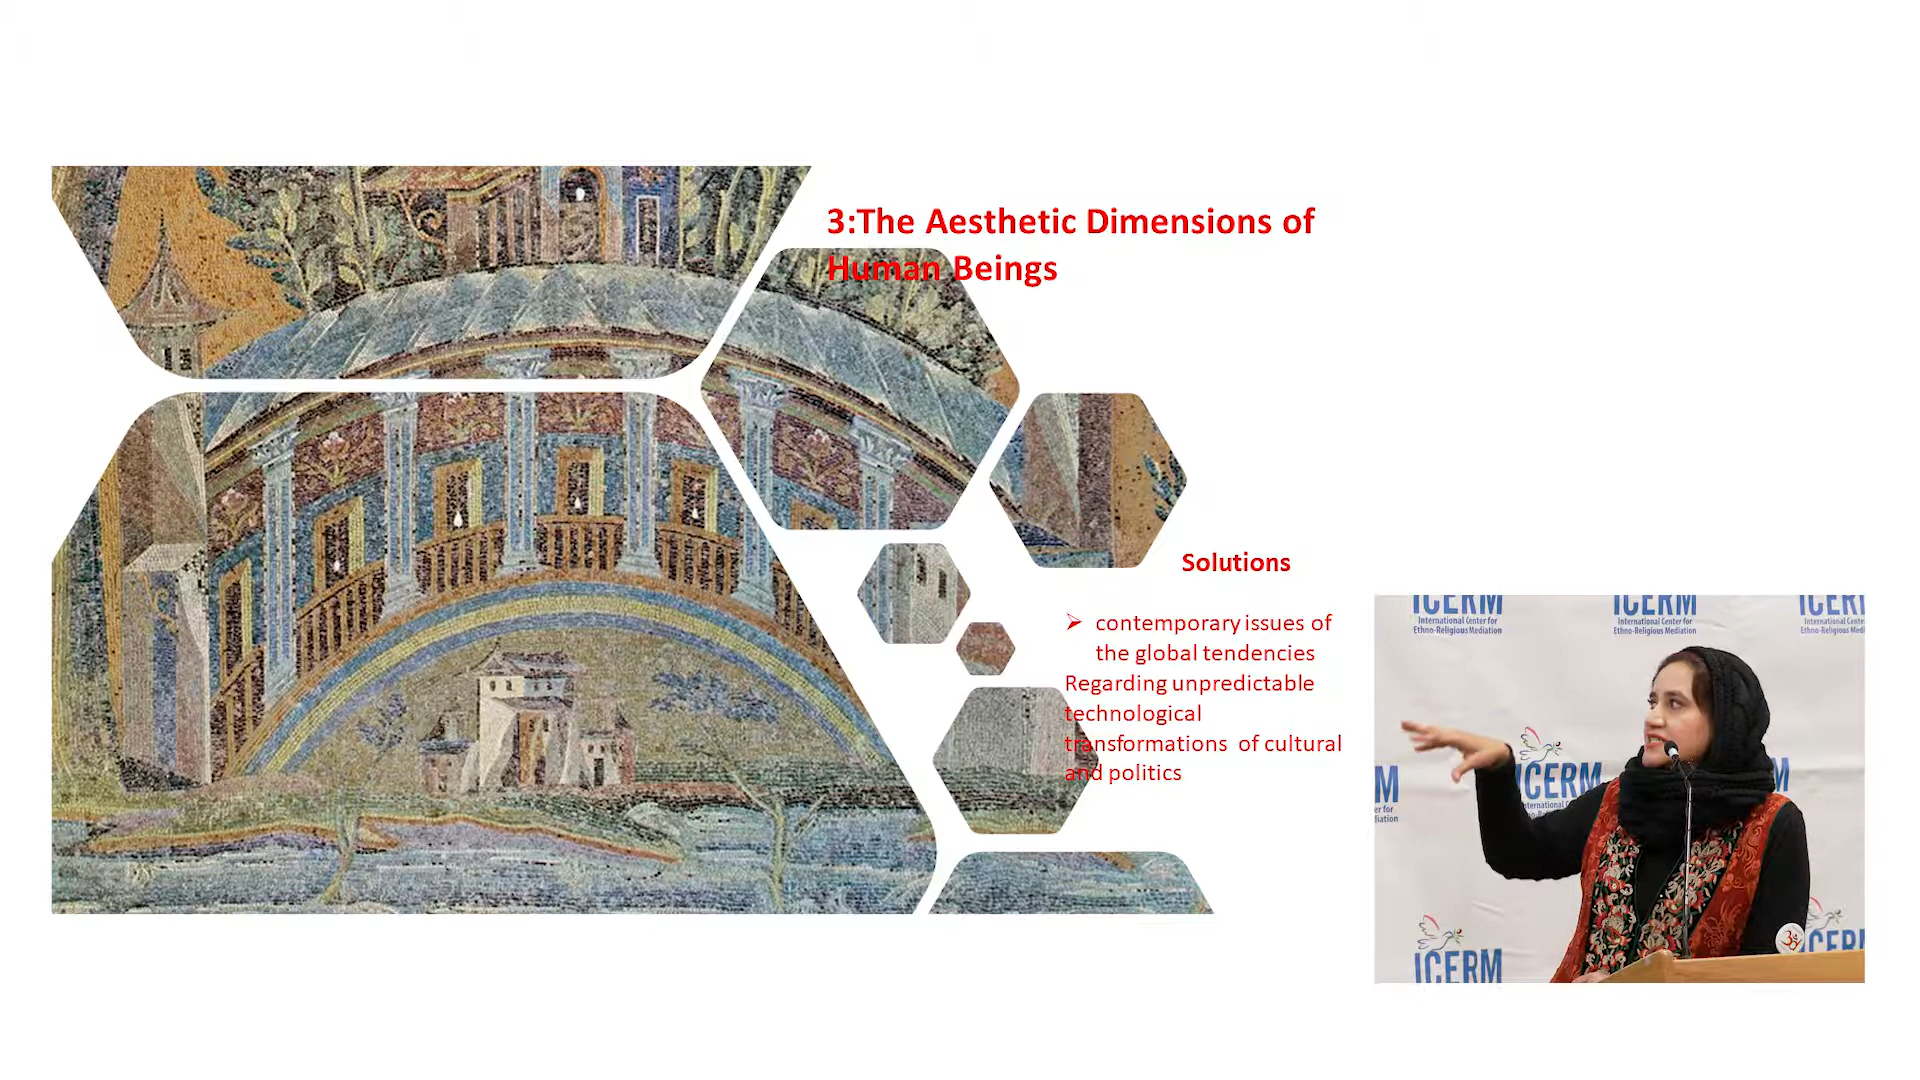 3:The Aesthetic Dimensions of
Human Beings
Solutions
➢ contemporary issues of
the global tendencies
Regarding unpredictable
technological
transformations of cultural
and politics
ICERM
International Center for
Ethno-Religious Mediation
ICERM
International Center for
Ethno-Religious Mediation
ICERM
ICERM
ICERM